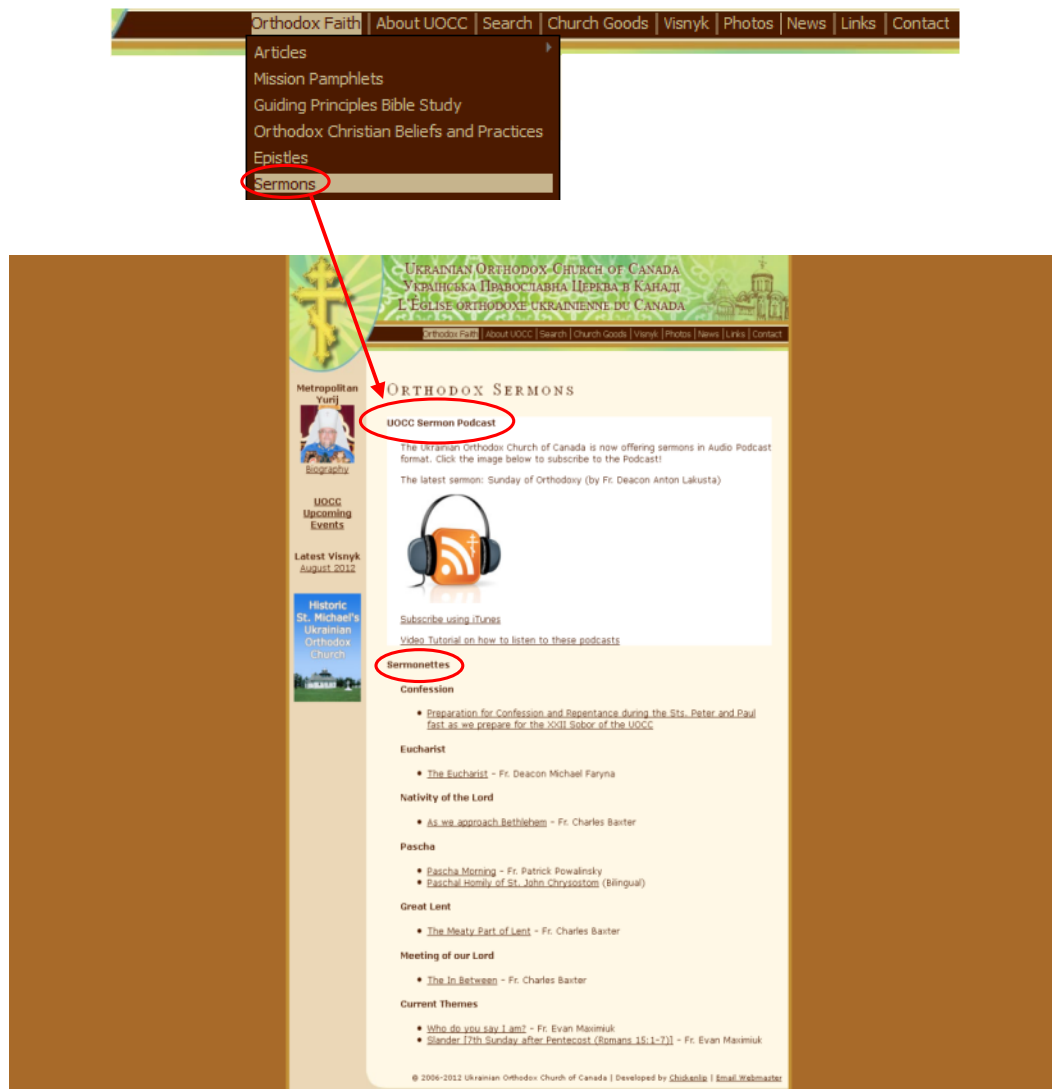 Orthodox Faith | About UOCC | Search | Church Goods | Visnyk | Photos | News | Links | Contact
Articles
Mission Pamphlets
Guiding Principles Bible Study
Orthodox Christian Beliefs and Practices
Epistles
Sermons
Ukrainian Orthodox Church of Canada
Українська Православна Церква в Канаді
L'Église orthodoxe ukrainienne du Canada
Orthodox Faith | About UOCC | Search | Church Goods | Visnyk | Photos | News | Links | Contact
Metropolitan
Yurij
Biography
UOCC
Upcoming
Events
Latest Visnyk
August 2012
Historic
St. Michael's
Ukrainian
Orthodox
Church
Orthodox Sermons
UOCC Sermon Podcast
The Ukrainian Orthodox Church of Canada is now offering sermons in Audio Podcast
format. Click the image below to subscribe to the Podcast!
The latest sermon: Sunday of Orthodoxy (by Fr. Deacon Anton Lakusta)
Subscribe using iTunes
Video Tutorial on how to listen to these podcasts
Sermonettes
Confession
• Preparation for Confession and Repentance during the Sts. Peter and Paul
fast as we prepare for the XXII Sobor of the UOCC
Eucharist
• The Eucharist – Fr. Deacon Michael Faryna
Nativity of the Lord
• As we approach Bethlehem – Fr. Charles Baxter
Pascha
• Pascha Morning – Fr. Patrick Powalinsky
• Paschal Homily of St. John Chrysostom (Bilingual)
Great Lent
• The Meaty Part of Lent – Fr. Charles Baxter
Meeting of our Lord
• The In Between – Fr. Charles Baxter
Current Themes
• Who do you say I am? – Fr. Evan Maximiuk
• Slander [7th Sunday after Pentecost (Romans 15:1-7)] – Fr. Evan Maximiuk
© 2006-2012 Ukrainian Orthodox Church of Canada | Developed by Chickenlip | Email Webmaster